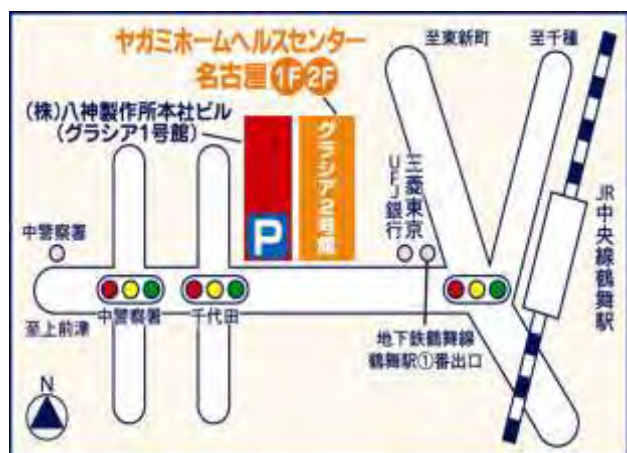 ヤガミホームヘルスセンター
名古屋1F2F
至東新町
至千種
(株)八神製作所本社ビル
(グラシア1号館)
グラシア2号館
P
三菱東京
UFJ銀行
JR中央線鶴舞駅
中警察署
中警察署
千代田
至上前津
地下鉄鶴舞線
鶴舞駅①番出口
N